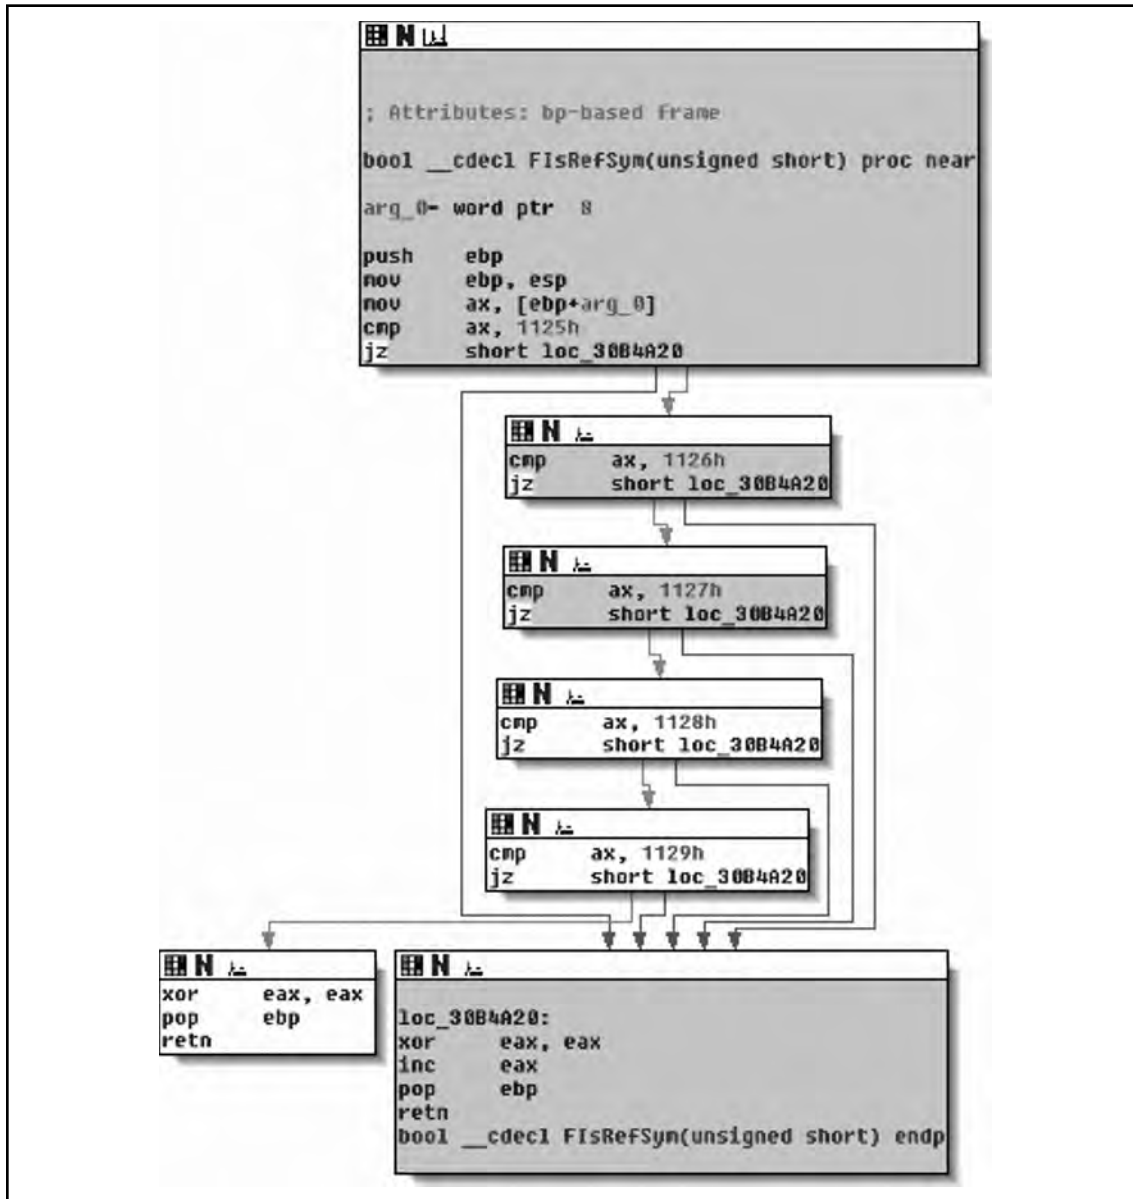 ; Attributes: bp-based frame
bool __cdecl FIsRefSym(unsigned short) proc near
arg_0= word ptr 8
push ebp
mov ebp, esp
mov ax, [ebp+arg_0]
cmp ax, 1125h
jz short loc_30B4A20
cmp ax, 1126h
jz short loc_30B4A20
cmp ax, 1127h
jz short loc_30B4A20
cmp ax, 1128h
jz short loc_30B4A20
cmp ax, 1129h
jz short loc_30B4A20
xor eax, eax
pop ebp
retn
loc_30B4A20:
xor eax, eax
inc eax
pop ebp
retn
bool __cdecl FIsRefSym(unsigned short) endp